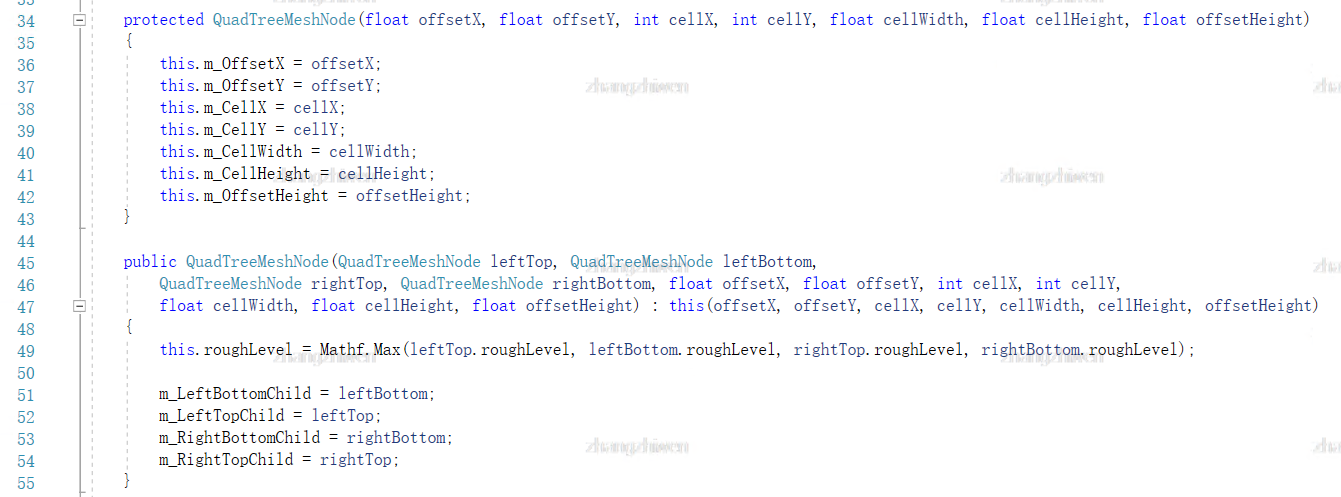 34 protected QuadTreeMeshNode(float offsetX, float offsetY, int cellX, int cellY, float cellWidth, float cellHeight, float offsetHeight)
35 {
36 this.m_OffsetX = offsetX;
37 this.m_OffsetY = offsetY;
38 this.m_CellX = cellX;
39 this.m_CellY = cellY;
40 this.m_CellWidth = cellWidth;
41 this.m_CellHeight = cellHeight;
42 this.m_OffsetHeight = offsetHeight;
43 }
44
45 public QuadTreeMeshNode(QuadTreeMeshNode leftTop, QuadTreeMeshNode leftBottom,
46 QuadTreeMeshNode rightTop, QuadTreeMeshNode rightBottom, float offsetX, float offsetY, int cellX, int cellY,
47 float cellWidth, float cellHeight, float offsetHeight) : this(offsetX, offsetY, cellX, cellY, cellWidth, cellHeight, offsetHeight)
48 {
49 this.roughLevel = Mathf.Max(leftTop.roughLevel, leftBottom.roughLevel, rightTop.roughLevel, rightBottom.roughLevel);
50
51 m_LeftBottomChild = leftBottom;
52 m_LeftTopChild = leftTop;
53 m_RightBottomChild = rightBottom;
54 m_RightTopChild = rightTop;
55 }